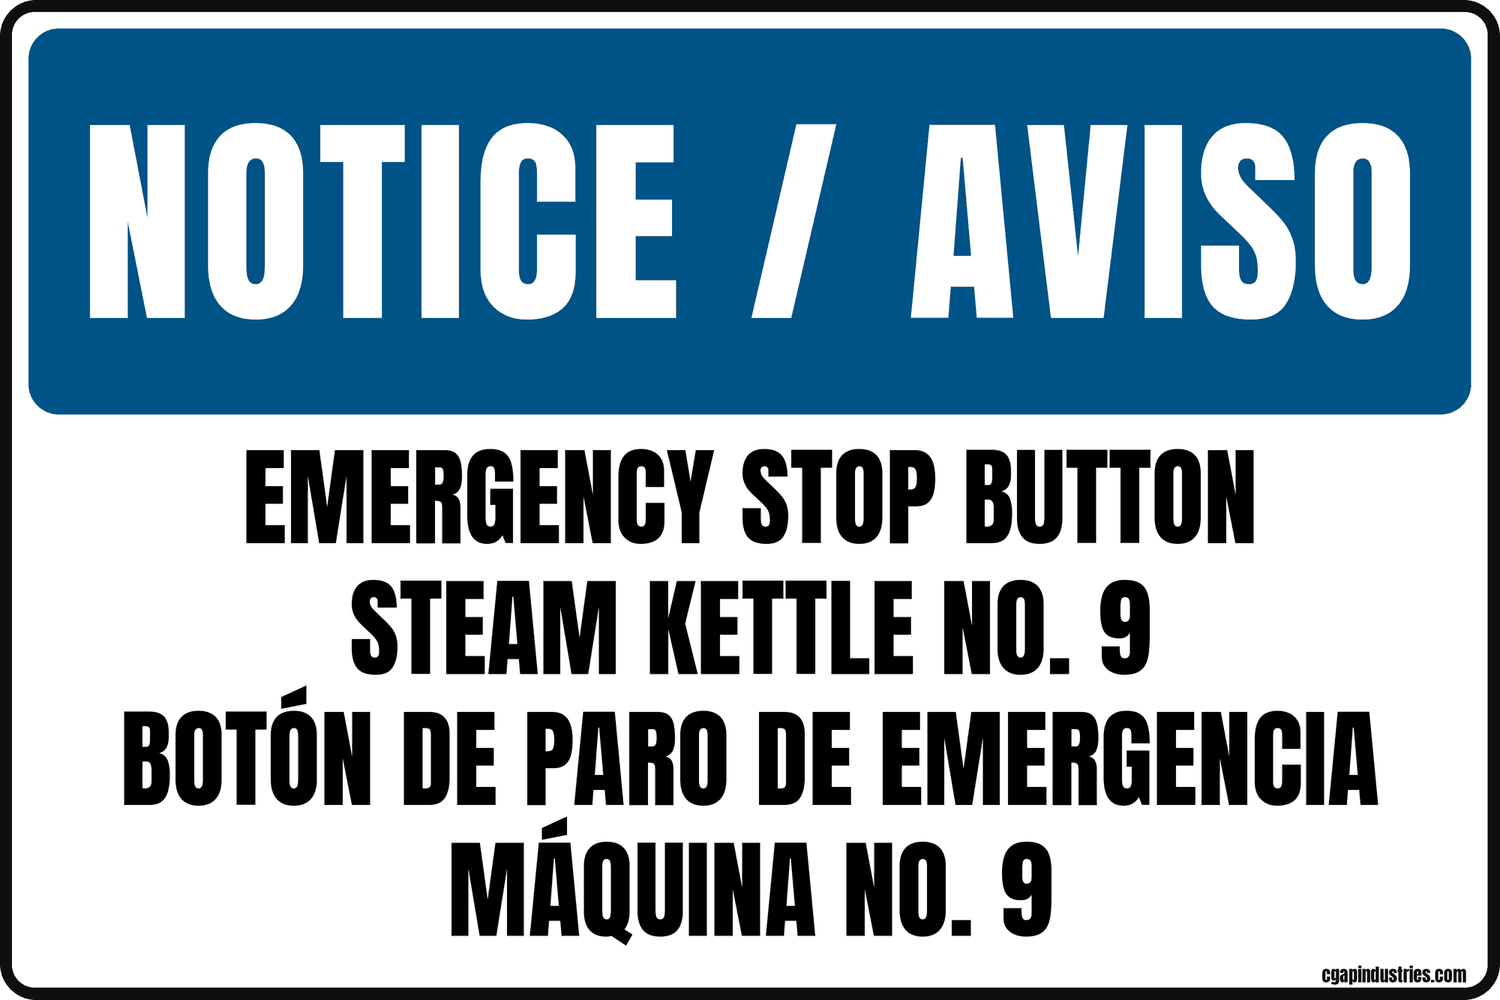 NOTICE / AVISO
EMERGENCY STOP BUTTON
STEAM KETTLE NO. 9
BOTÓN DE PARO DE EMERGENCIA
MÁQUINA NO. 9
cgapindustries.com